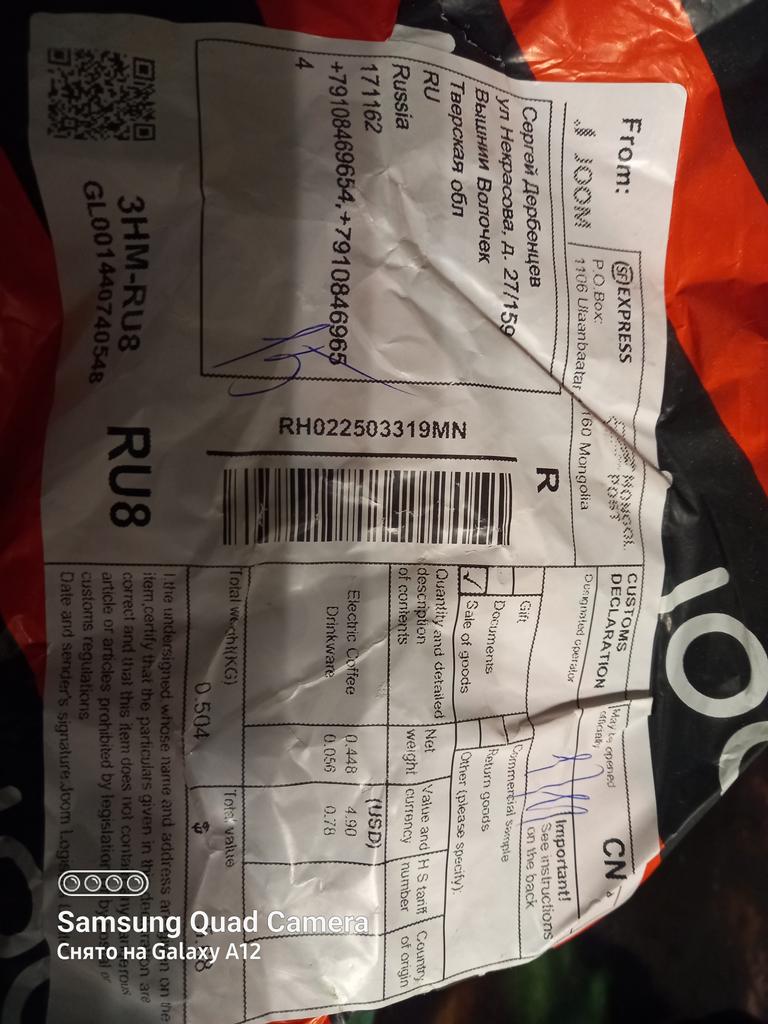 From:
JOOM
SF EXPRESS
P.O.Box:
1106 Ulaanbaatar 160 Mongolia
MONGOL
POST
Сергей Дербенцев
ул Некрасова, д. 27/159
Вышний Волочек
Тверская обл
RU
Russia
171162
+79108469654,+7910846965
4
R
RH022503319MN
3HM-RU8
GL001440740548
RU8
CUSTOMS
DECLARATION
May be opened
officially
CN
Designated operator
Important!
See instructions
on the back
Gift
Commercial sample
Documents
Return goods
✓ Sale of goods
Other (please specify):
Quantity and detailed
description
of contents
Net
weight
Value and
currency
H S tariff
number
Country
of origin
(USD)
Electric Coffee 0.448 4.90
Drinkware 0.056 0.78
Total weight(KG)
Total value
0.504
$
I,the undersigned whose name and address are on the
item,certify that the particulars given in the declaration are
correct and that this item does not contain any dangerous
article or articles prohibited by legislation by or
customs regulations
Date and sender's signature:Joom
Samsung Quad Camera
Снято на Galaxy A12